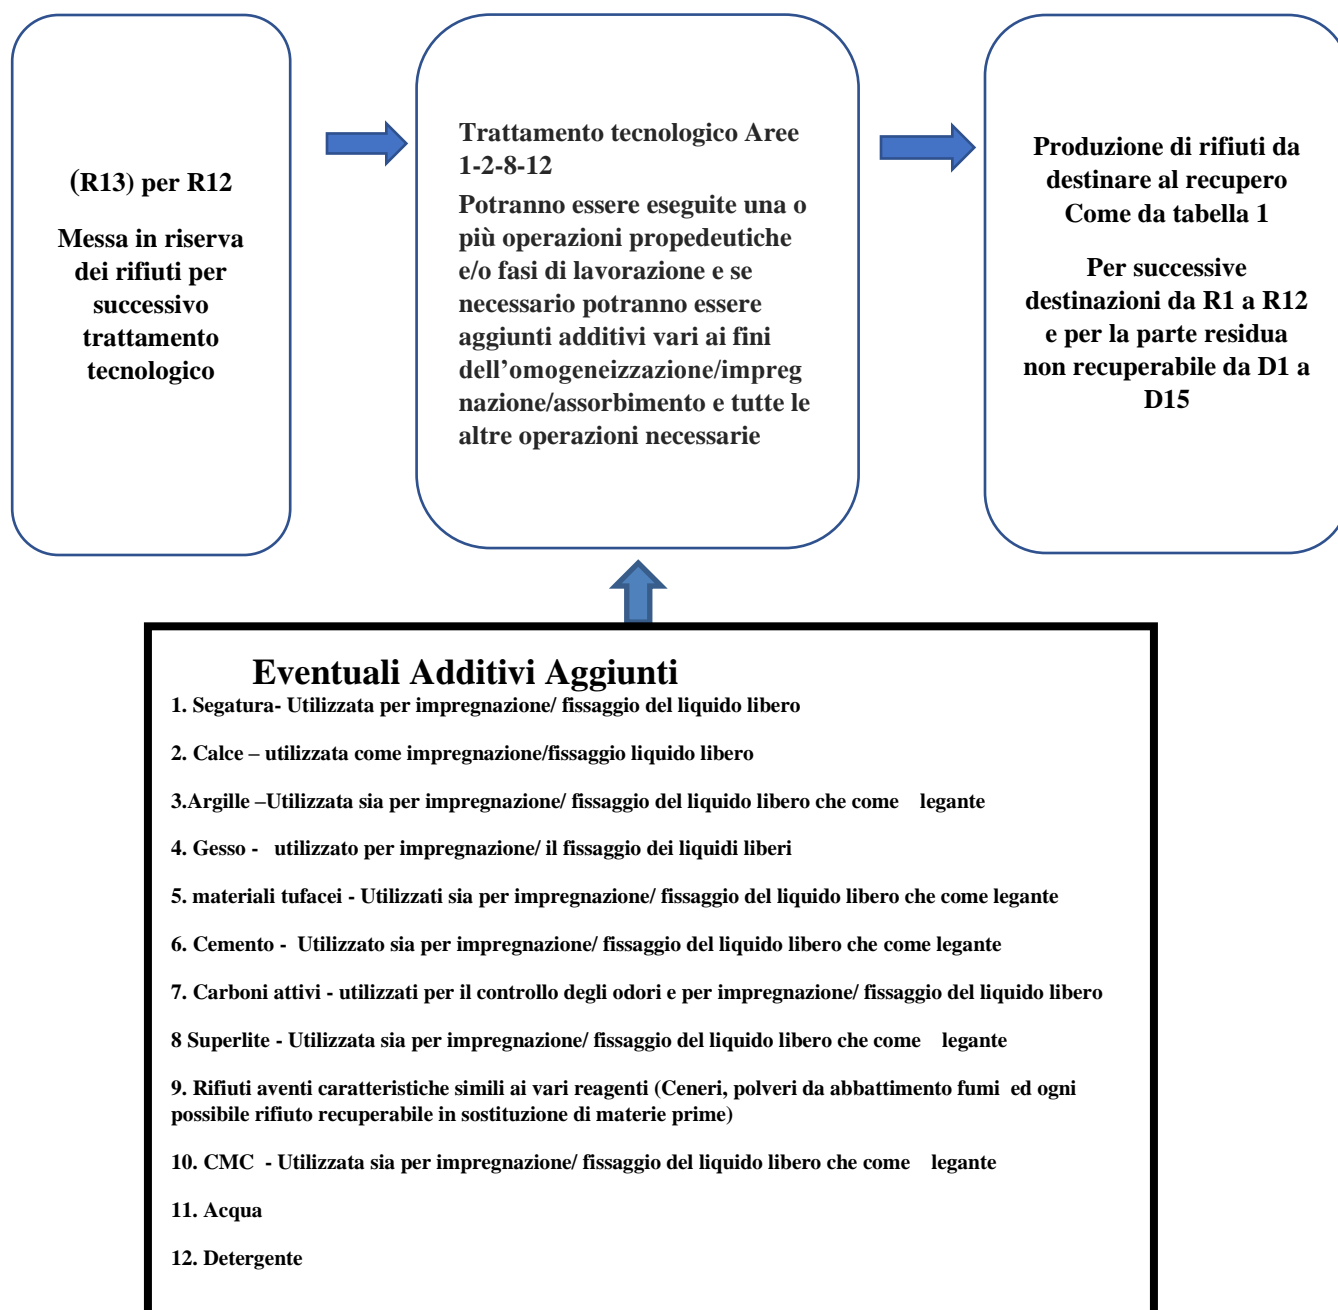 (R13) per R12
Messa in riserva
dei rifiuti per
successivo
trattamento
tecnologico
Trattamento tecnologico Aree
1-2-8-12
Potranno essere eseguite una o
più operazioni propedeutiche
e/o fasi di lavorazione e se
necessario potranno essere
aggiunti additivi vari ai fini
dell’omogeneizzazione/impreg
nazione/assorbimento e tutte le
altre operazioni necessarie
Produzione di rifiuti da
destinare al recupero
Come da tabella 1
Per successive
destinazioni da R1 a R12
e per la parte residua
non recuperabile da D1 a
D15
Eventuali Additivi Aggiunti
1. Segatura- Utilizzata per impregnazione/ fissaggio del liquido libero
2. Calce – utilizzata come impregnazione/fissaggio liquido libero
3.Argille –Utilizzata sia per impregnazione/ fissaggio del liquido libero che come legante
4. Gesso - utilizzato per impregnazione/ il fissaggio dei liquidi liberi
5. materiali tufacei - Utilizzati sia per impregnazione/ fissaggio del liquido libero che come legante
6. Cemento - Utilizzato sia per impregnazione/ fissaggio del liquido libero che come legante
7. Carboni attivi - utilizzati per il controllo degli odori e per impregnazione/ fissaggio del liquido libero
8 Superlite - Utilizzata sia per impregnazione/ fissaggio del liquido libero che come legante
9. Rifiuti aventi caratteristiche simili ai vari reagenti (Ceneri, polveri da abbattimento fumi ed ogni
possibile rifiuto recuperabile in sostituzione di materie prime)
10. CMC - Utilizzata sia per impregnazione/ fissaggio del liquido libero che come legante
11. Acqua
12. Detergente